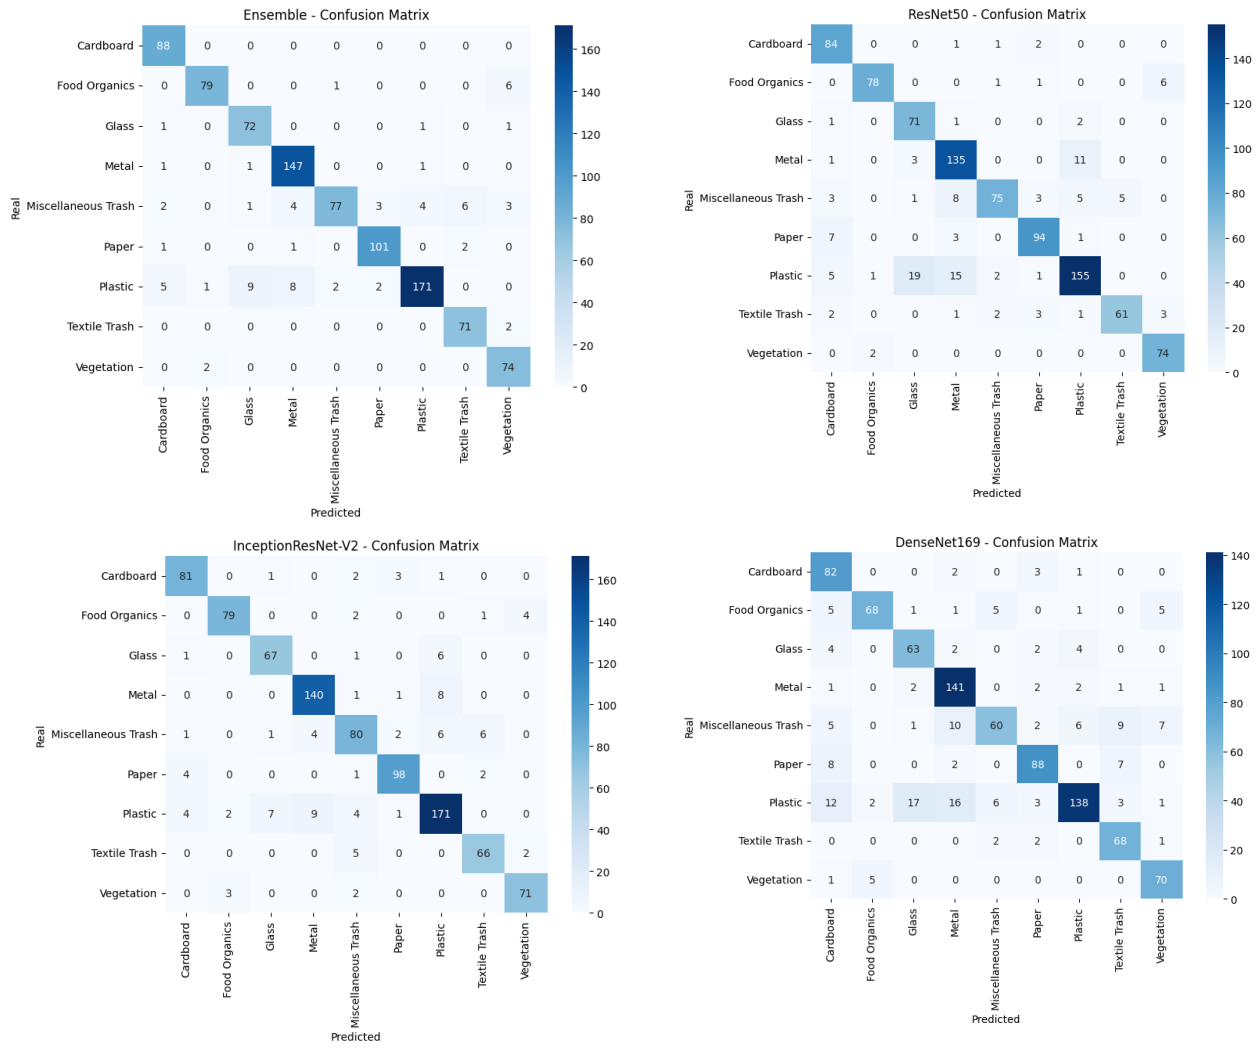 Ensemble - Confusion Matrix
Cardboard 88 0 0 0 0 0 0 0 0
Food Organics 0 79 0 0 1 0 0 0 6
Glass 1 0 72 0 0 0 1 0 1
Metal 1 0 1 147 0 0 1 0 0
Miscellaneous Trash 2 0 1 4 77 3 4 6 3
Paper 1 0 0 1 0 101 0 2 0
Plastic 5 1 9 8 2 2 171 0 0
Textile Trash 0 0 0 0 0 0 0 71 2
Vegetation 0 2 0 0 0 0 0 0 74
Real
Cardboard
Food Organics
Glass
Metal
Miscellaneous Trash
Paper
Plastic
Textile Trash
Vegetation
Predicted
160
140
120
100
80
60
40
20
0
ResNet50 - Confusion Matrix
Cardboard 84 0 0 1 1 2 0 0 0
Food Organics 0 78 0 0 1 1 0 0 6
Glass 1 0 71 1 0 0 2 0 0
Metal 1 0 3 135 0 0 11 0 0
Miscellaneous Trash 3 0 1 8 75 3 5 5 0
Paper 7 0 0 3 0 94 1 0 0
Plastic 5 1 19 15 2 1 155 0 0
Textile Trash 2 0 0 1 2 3 1 61 3
Vegetation 0 2 0 0 0 0 0 0 74
Real
Cardboard
Food Organics
Glass
Metal
Miscellaneous Trash
Paper
Plastic
Textile Trash
Vegetation
Predicted
140
120
100
80
60
40
20
0
InceptionResNet-V2 - Confusion Matrix
Cardboard 81 0 1 0 2 3 1 0 0
Food Organics 0 79 0 0 2 0 0 1 4
Glass 1 0 67 0 1 0 6 0 0
Metal 0 0 0 140 1 1 8 0 0
Miscellaneous Trash 1 0 1 4 80 2 6 6 0
Paper 4 0 0 0 1 98 0 2 0
Plastic 4 2 7 9 4 1 171 0 0
Textile Trash 0 0 0 0 5 0 0 66 2
Vegetation 0 3 0 0 2 0 0 0 71
Real
Cardboard
Food Organics
Glass
Metal
Miscellaneous Trash
Paper
Plastic
Textile Trash
Vegetation
Predicted
160
140
120
100
80
60
40
20
0
DenseNet169 - Confusion Matrix
Cardboard 82 0 0 2 0 3 1 0 0
Food Organics 5 68 1 1 5 0 1 0 5
Glass 4 0 63 2 0 2 4 0 0
Metal 1 0 2 141 0 2 2 1 1
Miscellaneous Trash 5 0 1 10 60 2 6 9 7
Paper 8 0 0 2 0 88 0 7 0
Plastic 12 2 17 16 6 3 138 3 1
Textile Trash 0 0 0 0 2 2 0 68 1
Vegetation 1 5 0 0 0 0 0 0 70
Real
Cardboard
Food Organics
Glass
Metal
Miscellaneous Trash
Paper
Plastic
Textile Trash
Vegetation
Predicted
140
120
100
80
60
40
20
0